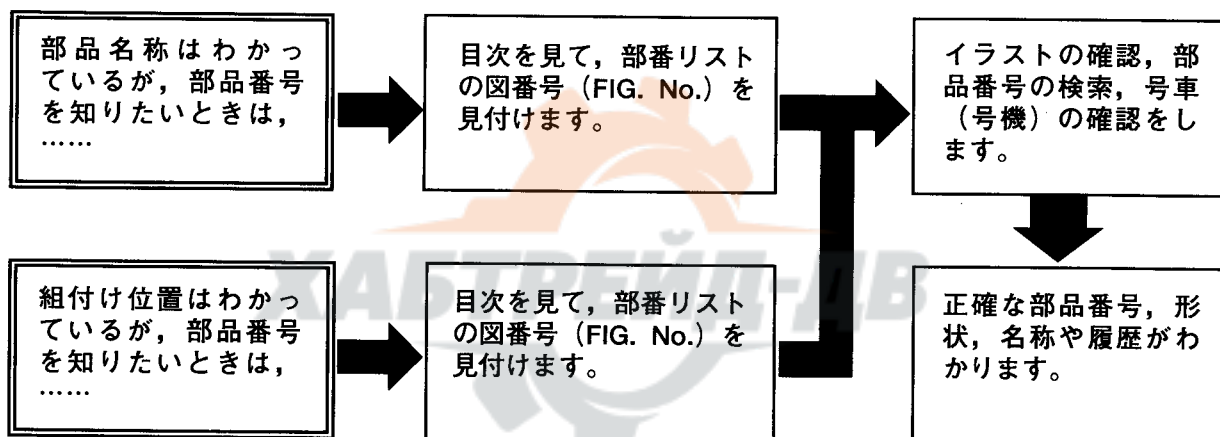 部品名称はわかっ
ているが，部品番号
を知りたいときは，
……
目次を見て，部番リスト
の図番号（FIG. No.）を
見付けます。
イラストの確認，部
品番号の検索，号車
（号機）の確認をし
ます。
組付け位置はわかっ
ているが，部品番号
を知りたいときは，
……
目次を見て，部番リスト
の図番号（FIG. No.）を
見付けます。
正確な部品番号，形
状，名称や履歴がわ
かります。
ХАБТРЕЙД-ДВ